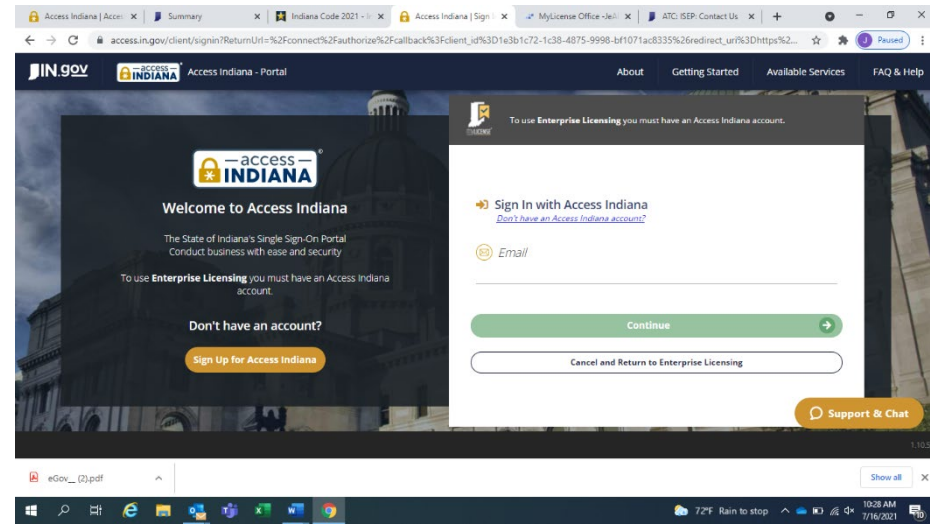 Access Indiana | Acces
Summary
Indiana Code 2021 - I
Access Indiana | Sign I
MyLicense Office -JeA
ATC: ISEP: Contact Us
access.in.gov/client/signin?ReturnUrl=%2Fconnect%2Fauthorize%2Fcallback%3Fclient_id%3D1e3b1c72-1c38-4875-9998-bf1071ac8335%26redirect_uri%3Dhttps%2...
J Paused
IN.gov
access INDIANA
Access Indiana - Portal
About
Getting Started
Available Services
FAQ & Help
access
INDIANA
Welcome to Access Indiana
The State of Indiana's Single Sign-On Portal
Conduct business with ease and security
To use Enterprise Licensing you must have an Access Indiana
account.
Don't have an account?
Sign Up for Access Indiana
To use Enterprise Licensing you must have an Access Indiana account.
Sign In with Access Indiana
Don't have an Access Indiana account?
Email
Continue
Cancel and Return to Enterprise Licensing
Support & Chat
1.10.5
eGov__ (2).pdf
Show all
72°F Rain to stop
10:28 AM
7/16/2021